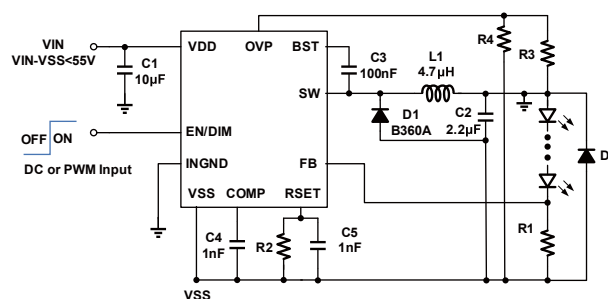 VIN
VIN-VSS<55V
C1
10μF
VDD
OVP
BST
C3
100nF
L1
4.7μH
R4
R3
SW
D1
B360A
C2
2.2μF
OFF
ON
EN/DIM
DC or PWM Input
INGND
FB
D
VSS
COMP
RSET
R1
C4
1nF
R2
C5
1nF
VSS